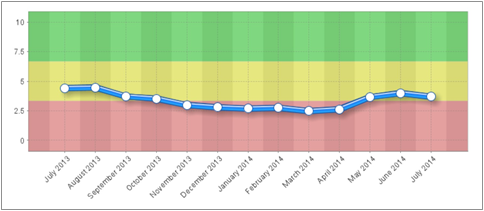 10
7.5
5
2.5
0
July 2013
August 2013
September 2013
October 2013
November 2013
December 2013
January 2014
February 2014
March 2014
April 2014
May 2014
June 2014
July 2014